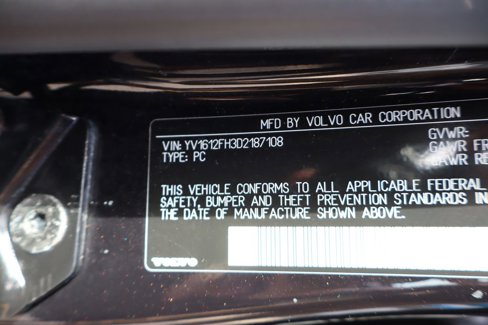 MFD BY VOLVO CAR CORPORATION
VIN: YV1612FH3D2187108
TYPE: PC
GVWR:
GAWR FR
GAWR RE
THIS VEHICLE CONFORMS TO ALL APPLICABLE FEDERAL
SAFETY, BUMPER AND THEFT PREVENTION STANDARDS IN
THE DATE OF MANUFACTURE SHOWN ABOVE.
VOLVO